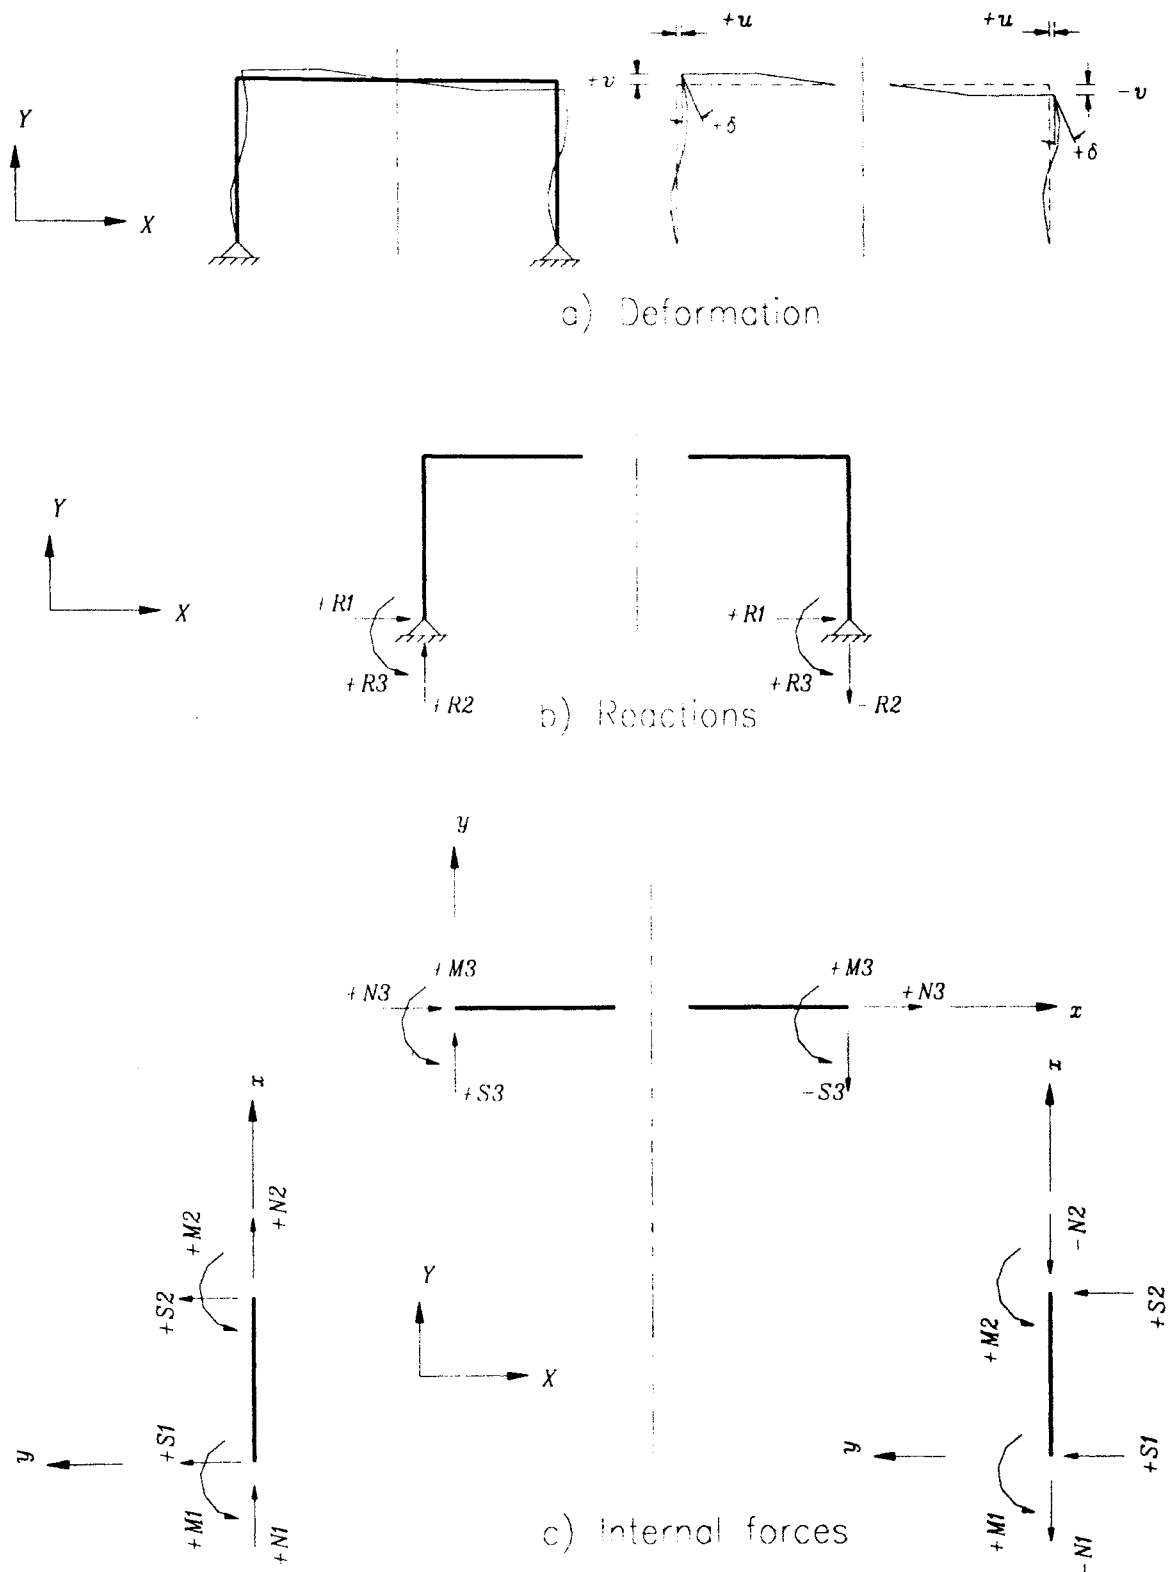 +u
+u
+v
-v
Y
+δ
+δ
X
a) Deformation
Y
+R1
+R1
X
+R3
+R3
+R2
-R2
b) Reactions
y
+M3
+M3
+N3
+N3
x
+S3
-S3
x
x
+N2
-N2
+M2
+S2
+S2
Y
+M2
X
+S1
+S1
y
y
+M1
+N1
+M1
-N1
c) Internal forces